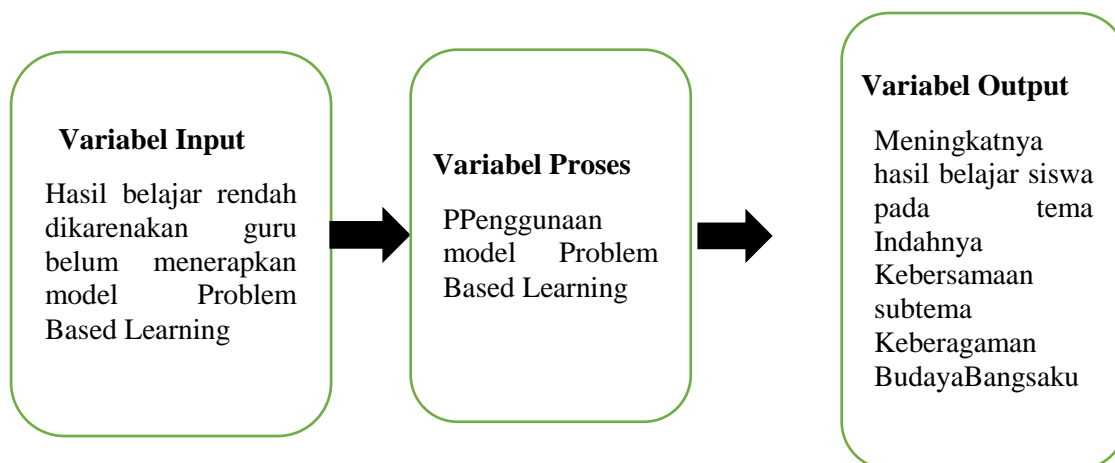 Variabel Input
Hasil belajar rendah
dikarenakan guru
belum menerapkan
model Problem
Based Learning
Variabel Proses
PPenggunaan
model Problem
Based Learning
Variabel Output
Meningkatnya
hasil belajar siswa
pada tema
Indahnya
Kebersamaan
subtema
Keberagaman
BudayaBangsaku